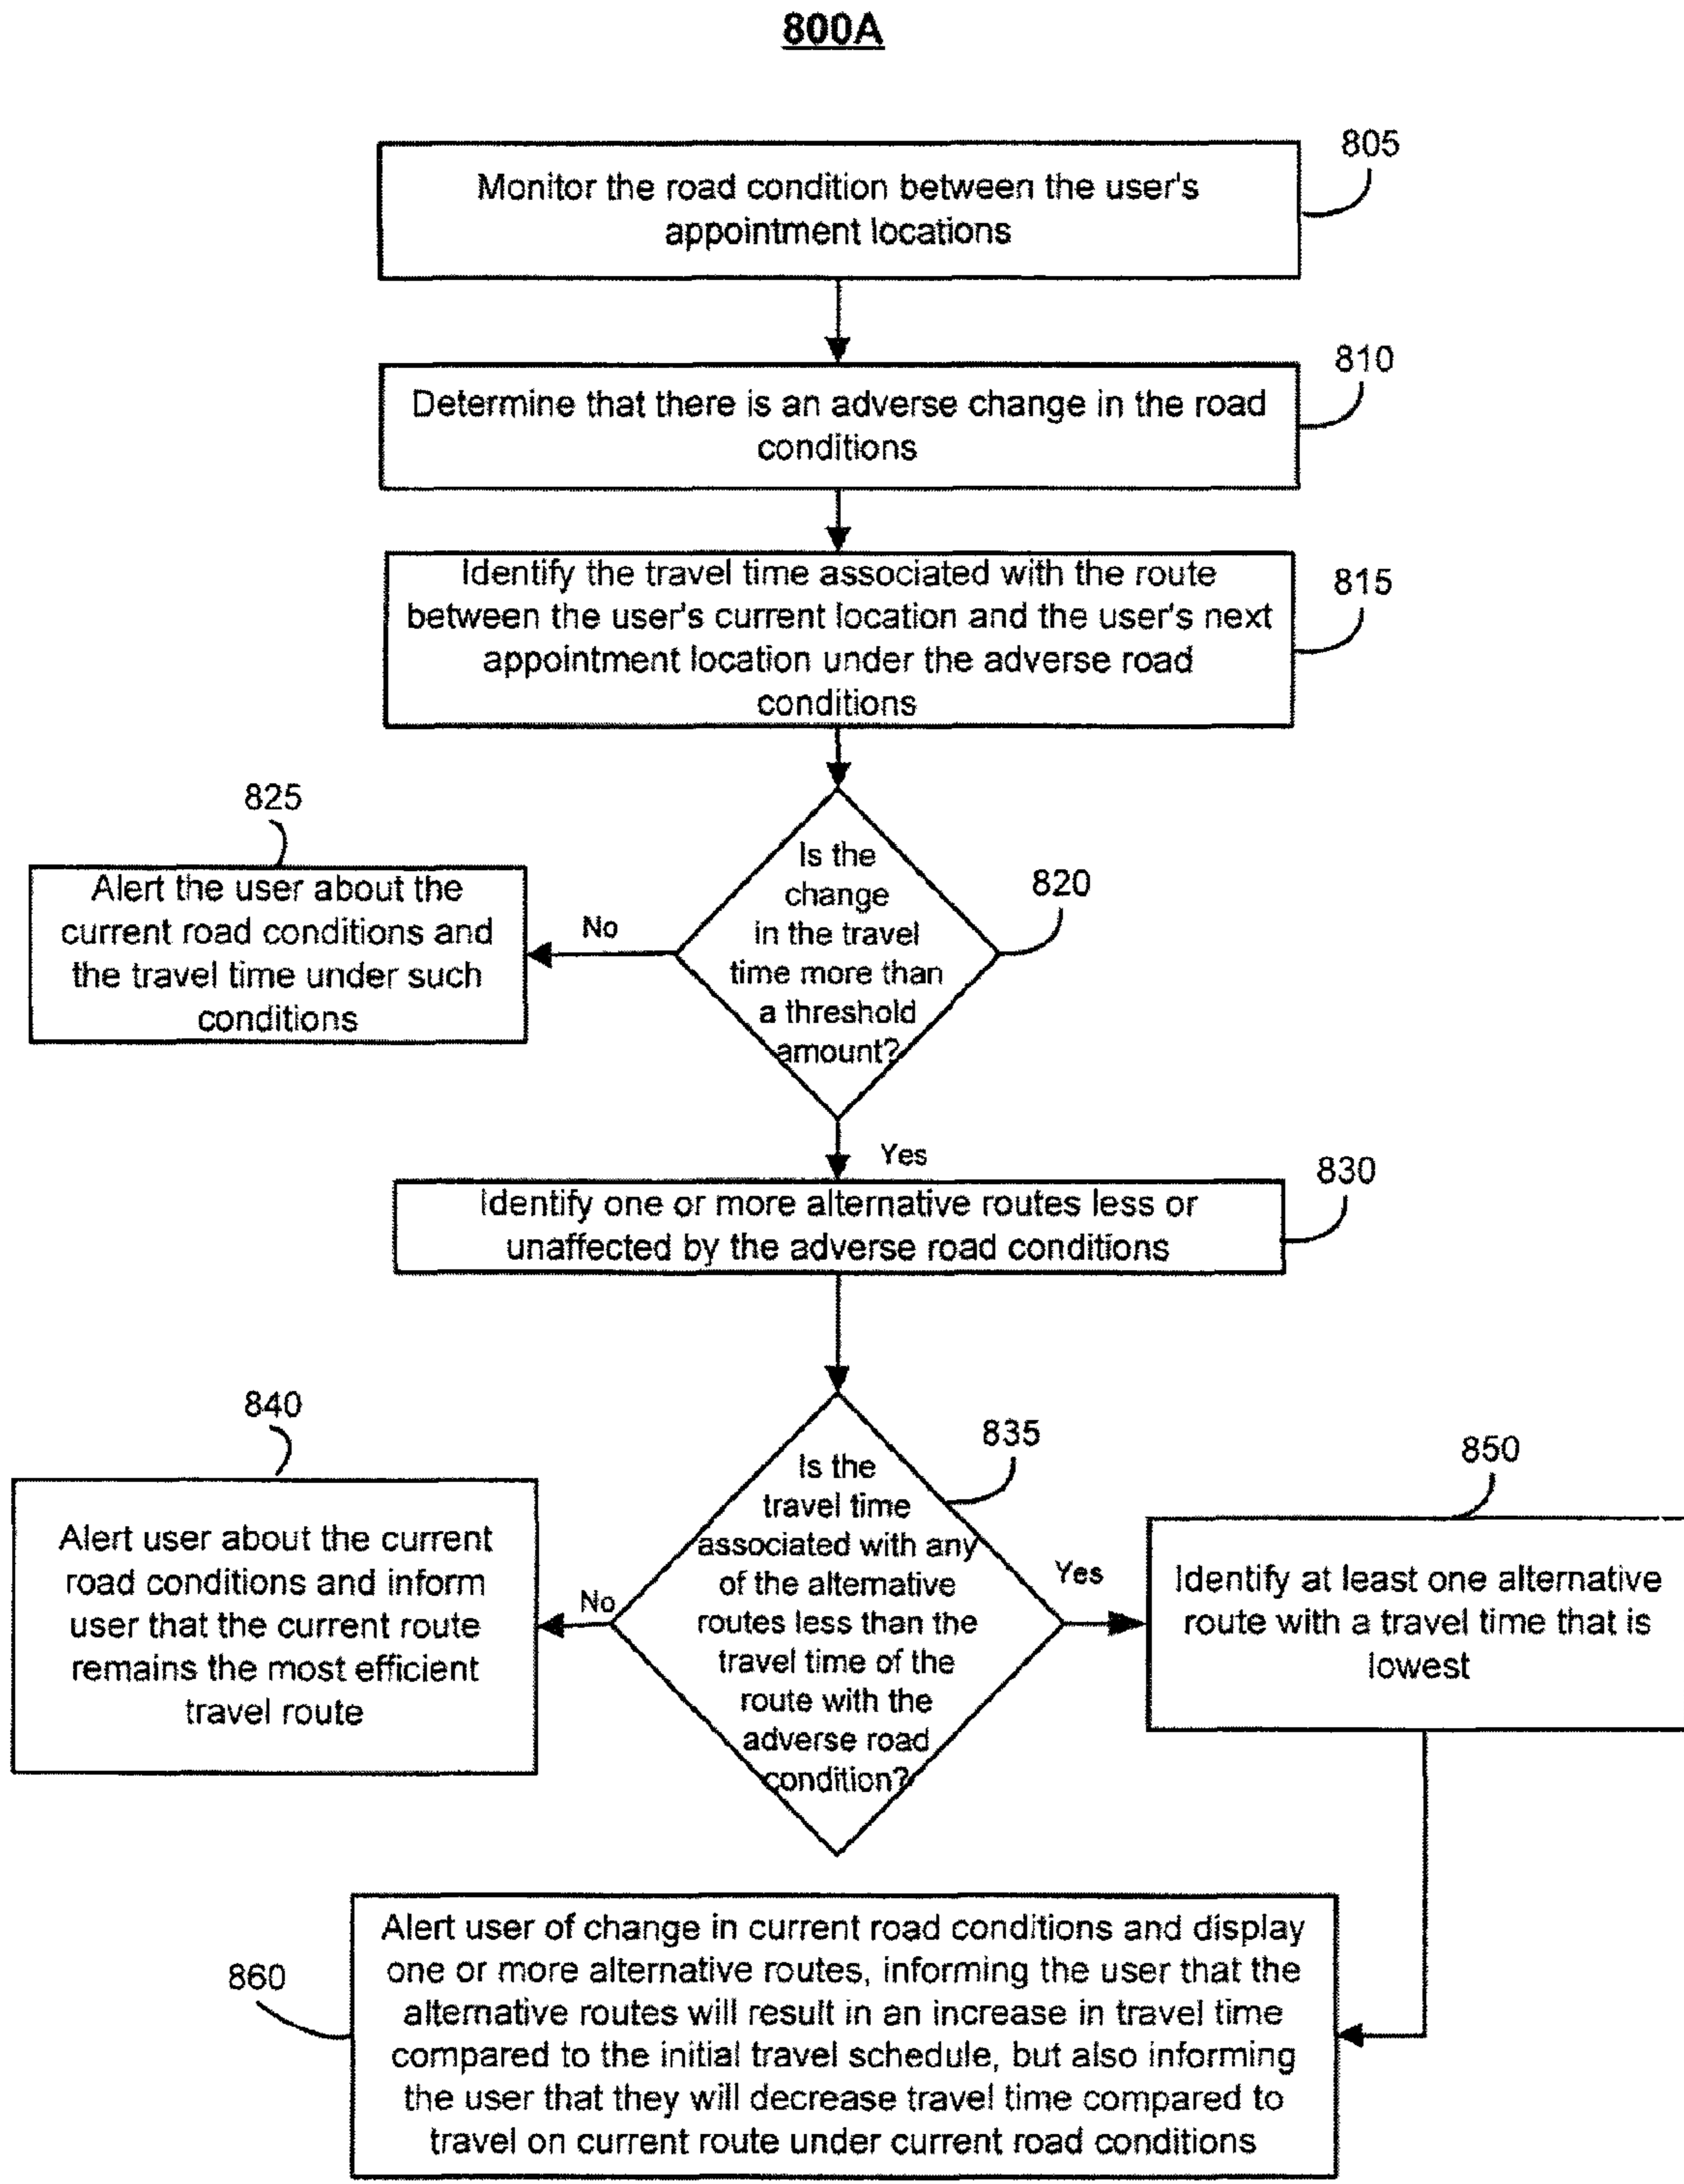 800A
805
Monitor the road condition between the user's
appointment locations
810
Determine that there is an adverse change in the road
conditions
815
Identify the travel time associated with the route
between the user's current location and the user's next
appointment location under the adverse road
conditions
825
Alert the user about the
current road conditions and
the travel time under such
conditions
No
820
Is the
change
in the travel
time more than
a threshold
amount?
Yes
830
Identify one or more alternative routes less or
unaffected by the adverse road conditions
840
Alert user about the current
road conditions and inform
user that the current route
remains the most efficient
travel route
No
835
Is the
travel time
associated with any
of the alternative
routes less than the
travel time of the
route with the
adverse road
condition?
Yes
850
Identify at least one alternative
route with a travel time that is
lowest
860
Alert user of change in current road conditions and display
one or more alternative routes, informing the user that the
alternative routes will result in an increase in travel time
compared to the initial travel schedule, but also informing
the user that they will decrease travel time compared to
travel on current route under current road conditions